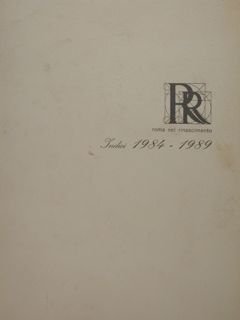 RR
roma nel rinascimento
Indici 1984 - 1989